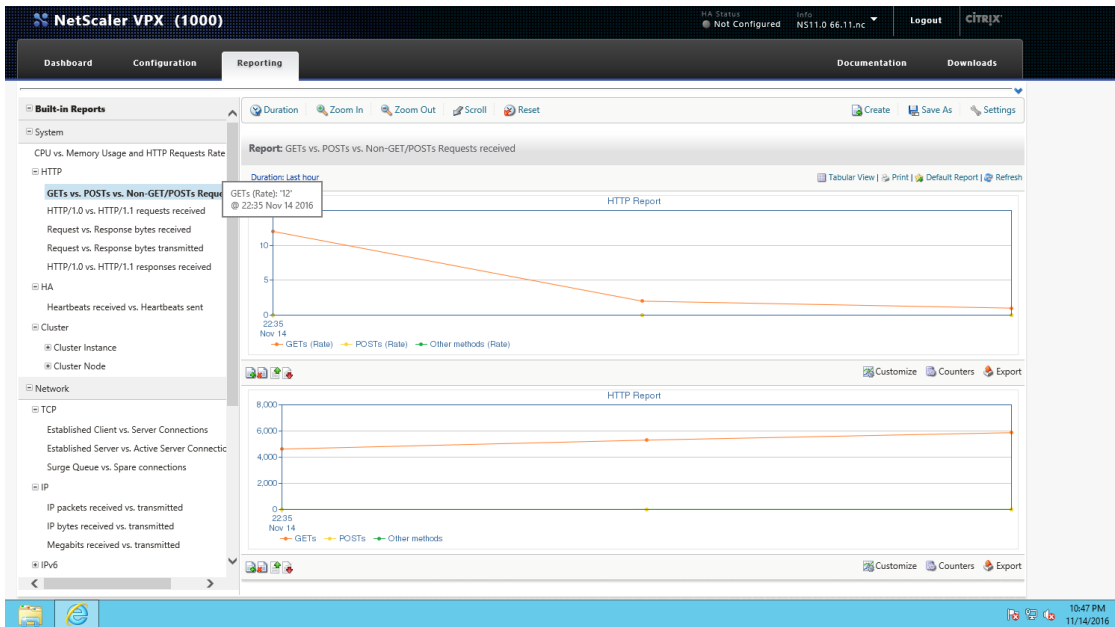 NetScaler VPX (1000)
HA Status
Not Configured
Info
NS11.0 66.11.nc
Logout
CİTRIX
Dashboard Configuration Reporting Documentation Downloads
Built-in Reports
System
CPU vs. Memory Usage and HTTP Requests Rate
HTTP
GETs vs. POSTs vs. Non-GET/POSTs Reque
HTTP/1.0 vs. HTTP/1.1 requests received
Request vs. Response bytes received
Request vs. Response bytes transmitted
HTTP/1.0 vs. HTTP/1.1 responses received
HA
Heartbeats received vs. Heartbeats sent
Cluster
Cluster Instance
Cluster Node
Network
TCP
Established Client vs. Server Connections
Established Server vs. Active Server Connectic
Surge Queue vs. Spare connections
IP
IP packets received vs. transmitted
IP bytes received vs. transmitted
Megabits received vs. transmitted
IPv6
Duration Zoom In Zoom Out Scroll Reset Create Save As Settings
Report: GETs vs. POSTs vs. Non-GET/POSTs Requests received
Duration: Last hour
Tabular View | Print | Default Report | Refresh
GETs (Rate): '12'
@ 22:35 Nov 14 2016
HTTP Report
10
5
0
22:35
Nov 14
GETs (Rate) POSTs (Rate) Other methods (Rate)
Customize Counters Export
HTTP Report
8,000
6,000
4,000
2,000
0
22:35
Nov 14
GETs POSTs Other methods
Customize Counters Export
10:47 PM
11/14/2016